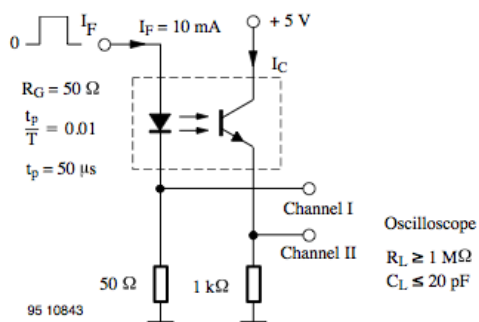 0
I_F
I_F = 10 mA
+ 5 V
I_C
R_G = 50 Ω
t_p/T = 0.01
t_p = 50 µs
Channel I
Channel II
Oscilloscope
R_L ≥ 1 MΩ
C_L ≤ 20 pF
50 Ω
1 kΩ
95 10843